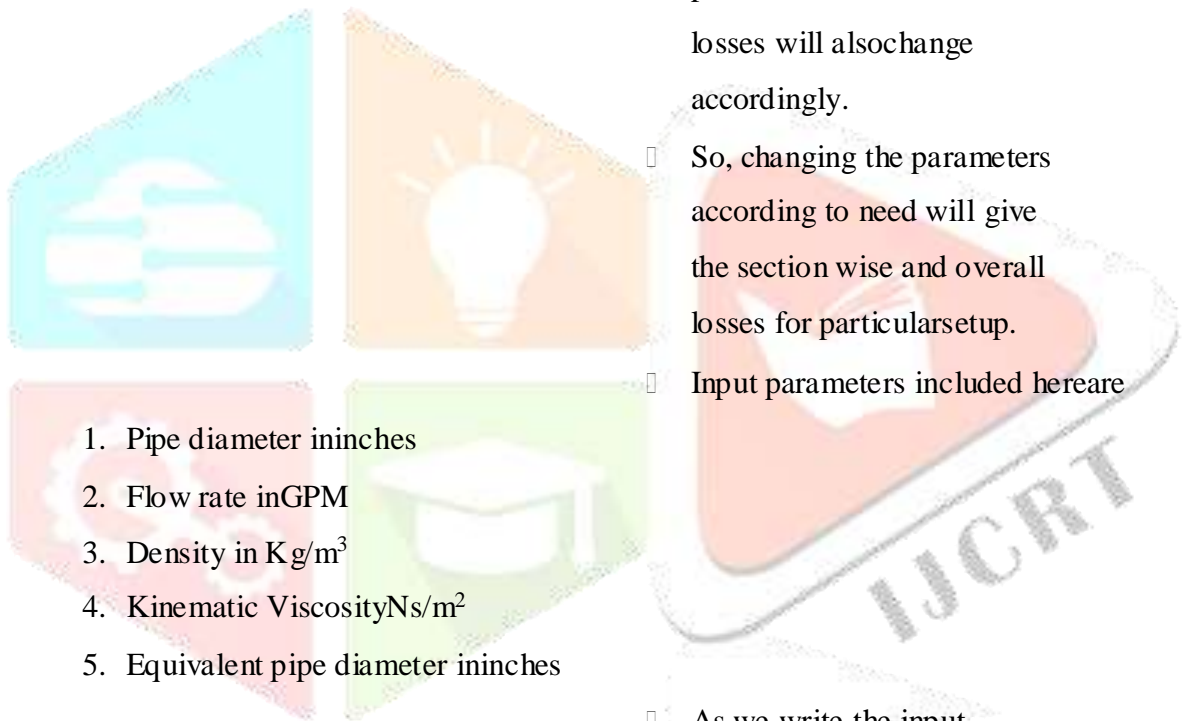 losses will alsochange
accordingly.
So, changing the parameters
according to need will give
the section wise and overall
losses for particularsetup.
Input parameters included hereare
1. Pipe diameter ininches
2. Flow rate inGPM
3. Density in Kg/m³
4. Kinematic ViscosityNs/m²
5. Equivalent pipe diameter ininches
As we write the input
IJCRT